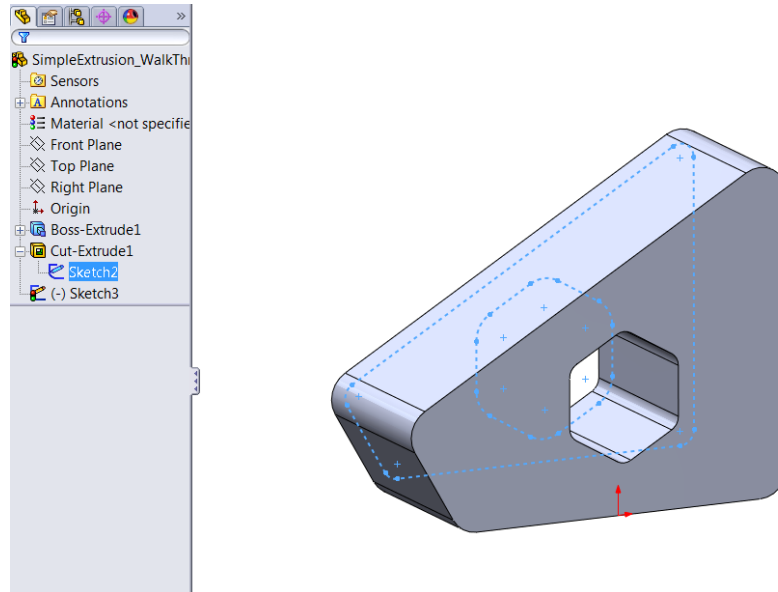 »
SimpleExtrusion_WalkThr
Sensors
A Annotations
Material <not specifie
Front Plane
Top Plane
Right Plane
Origin
Boss-Extrude1
Cut-Extrude1
Sketch2
(-) Sketch3